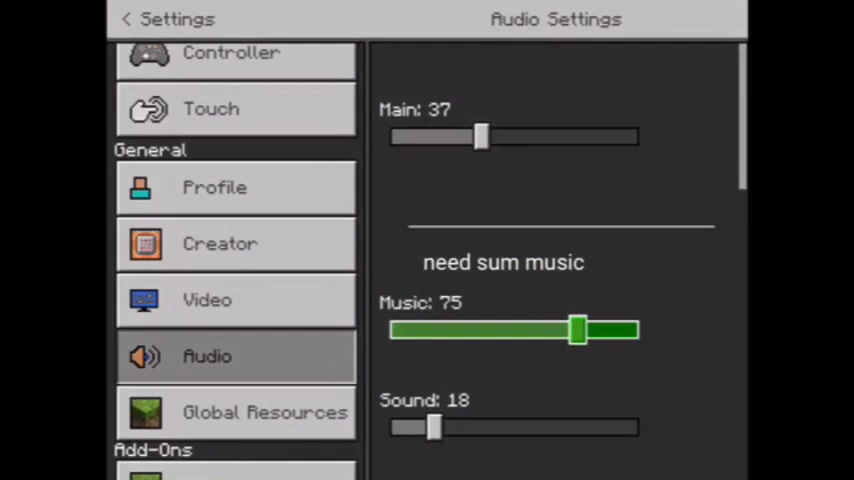 Settings
Audio Settings
Controller
Touch
General
Profile
Creator
Video
Audio
Global Resources
Add-Ons
Main: 37
need sum music
Music: 75
Sound: 18